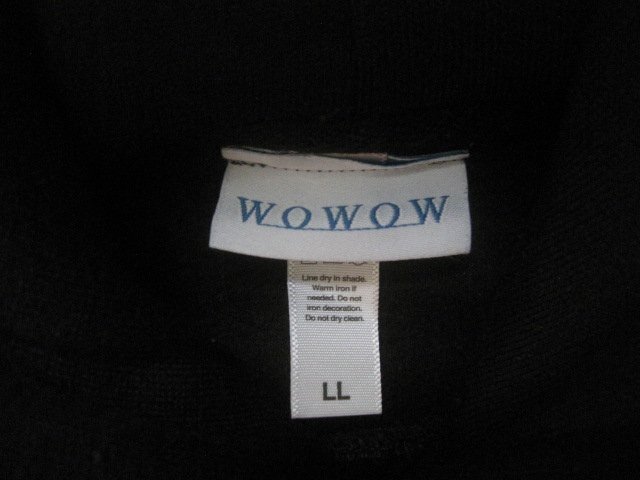 WOWOW
Line dry in shade.
Warm iron if
needed. Do not
iron decoration.
Do not dry clean.
LL